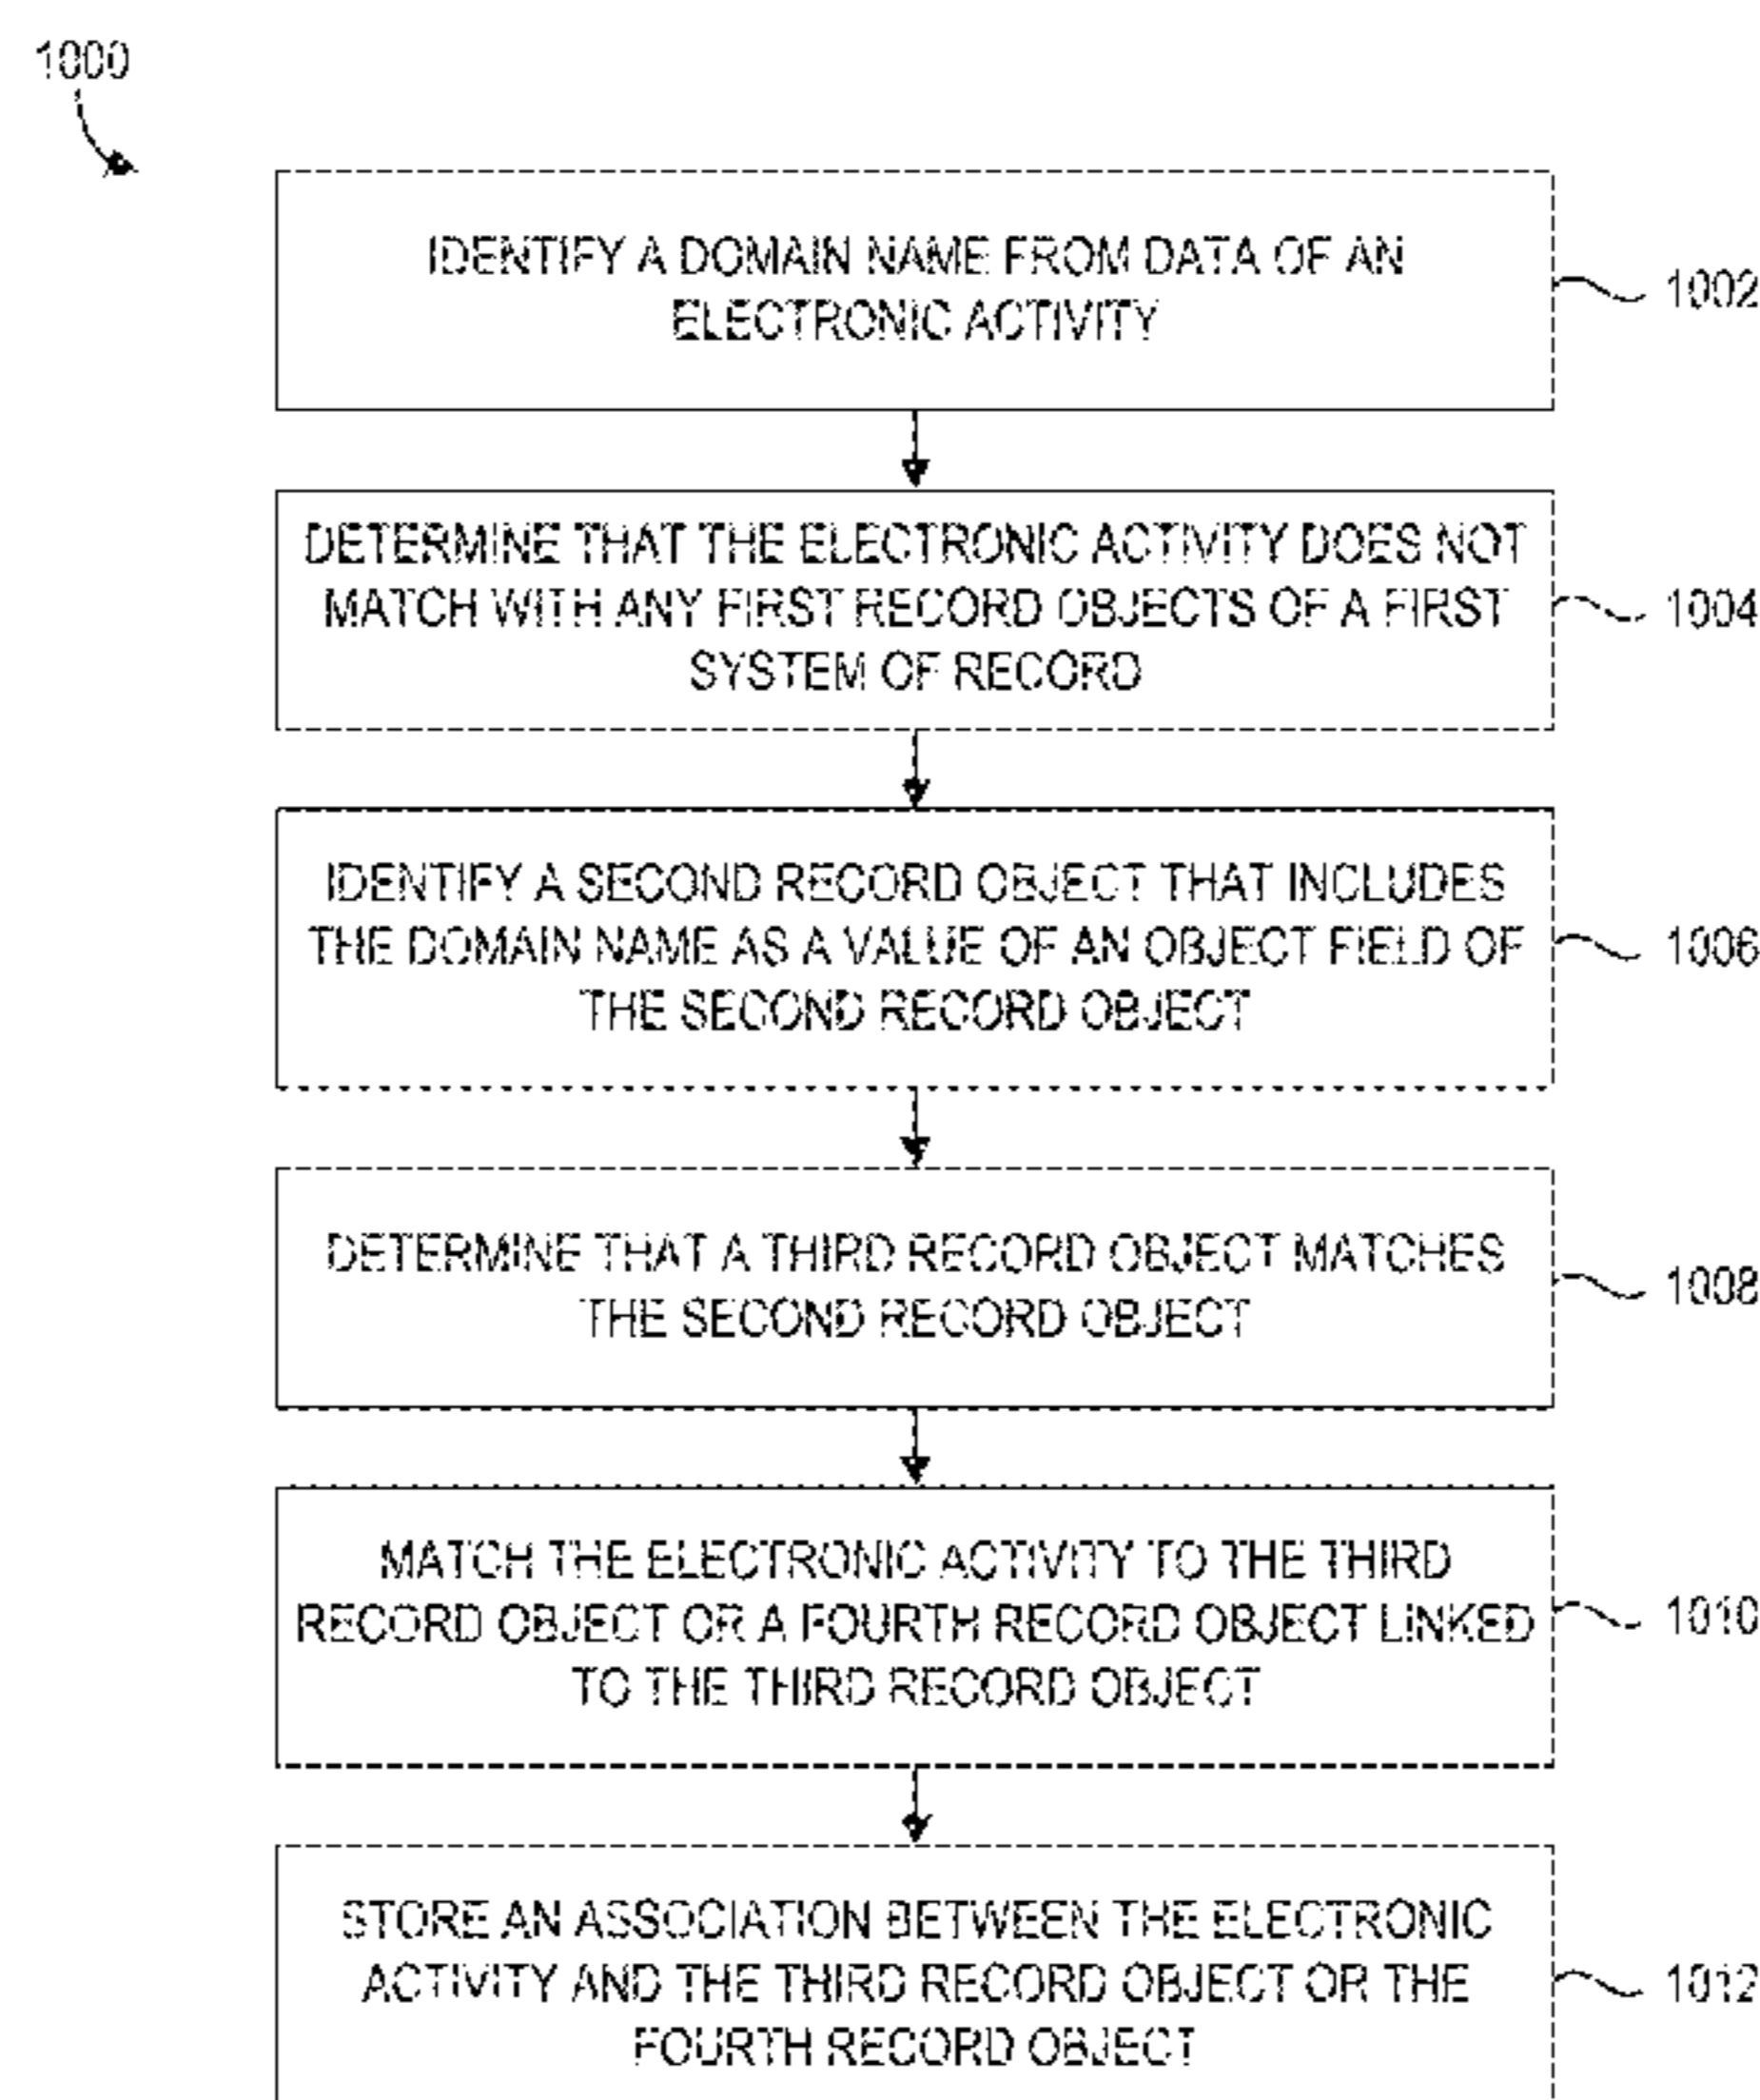 1000
IDENTIFY A DOMAIN NAME FROM DATA OF AN
ELECTRONIC ACTIVITY
1002
DETERMINE THAT THE ELECTRONIC ACTIVITY DOES NOT
MATCH WITH ANY FIRST RECORD OBJECTS OF A FIRST
SYSTEM OF RECORD
1004
IDENTIFY A SECOND RECORD OBJECT THAT INCLUDES
THE DOMAIN NAME AS A VALUE OF AN OBJECT FIELD OF
THE SECOND RECORD OBJECT
1006
DETERMINE THAT A THIRD RECORD OBJECT MATCHES
THE SECOND RECORD OBJECT
1008
MATCH THE ELECTRONIC ACTIVITY TO THE THIRD
RECORD OBJECT OR A FOURTH RECORD OBJECT LINKED
TO THE THIRD RECORD OBJECT
1010
STORE AN ASSOCIATION BETWEEN THE ELECTRONIC
ACTIVITY AND THE THIRD RECORD OBJECT OR THE
FOURTH RECORD OBJECT
1012